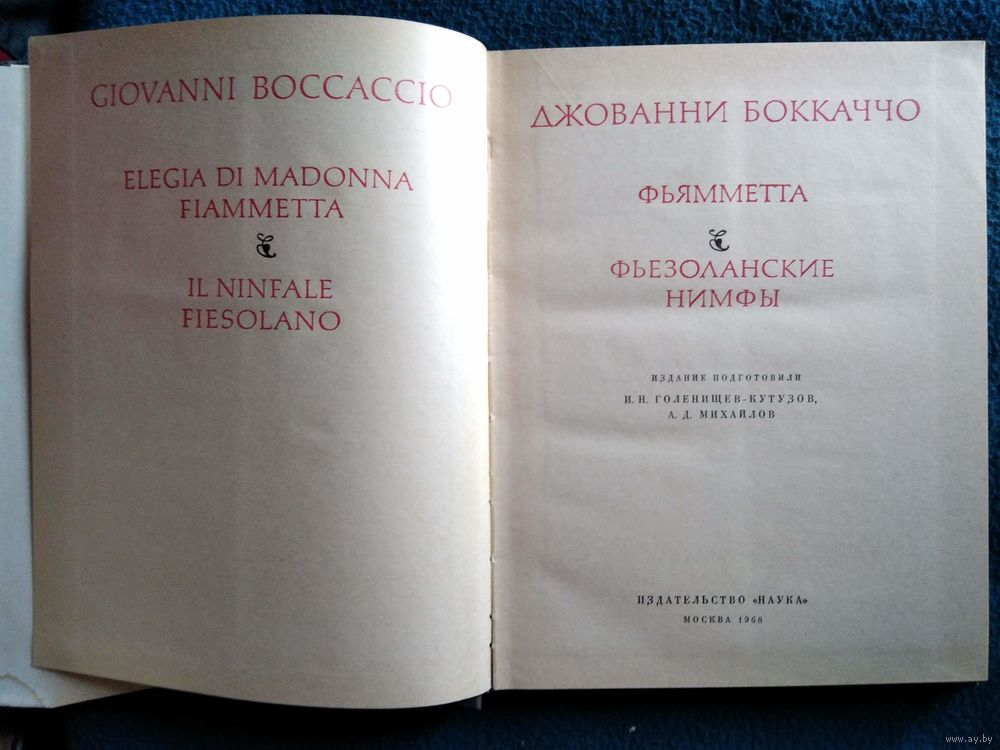 GIOVANNI BOCCACCIO
ELEGIA DI MADONNA
FIAMMETTA
IL NINFALE
FIESOLANO
ДЖОВАННИ БОККАЧЧО
ФЬЯММЕТТА
ФЬЕЗОЛАНСКИЕ
НИМФЫ
ИЗДАНИЕ ПОДГОТОВИЛИ
И. Н. ГОЛЕНИЩЕВ-КУТУЗОВ,
А. Д. МИХАЙЛОВ
ИЗДАТЕЛЬСТВО «НАУКА»
МОСКВА 1968
www.ay.by